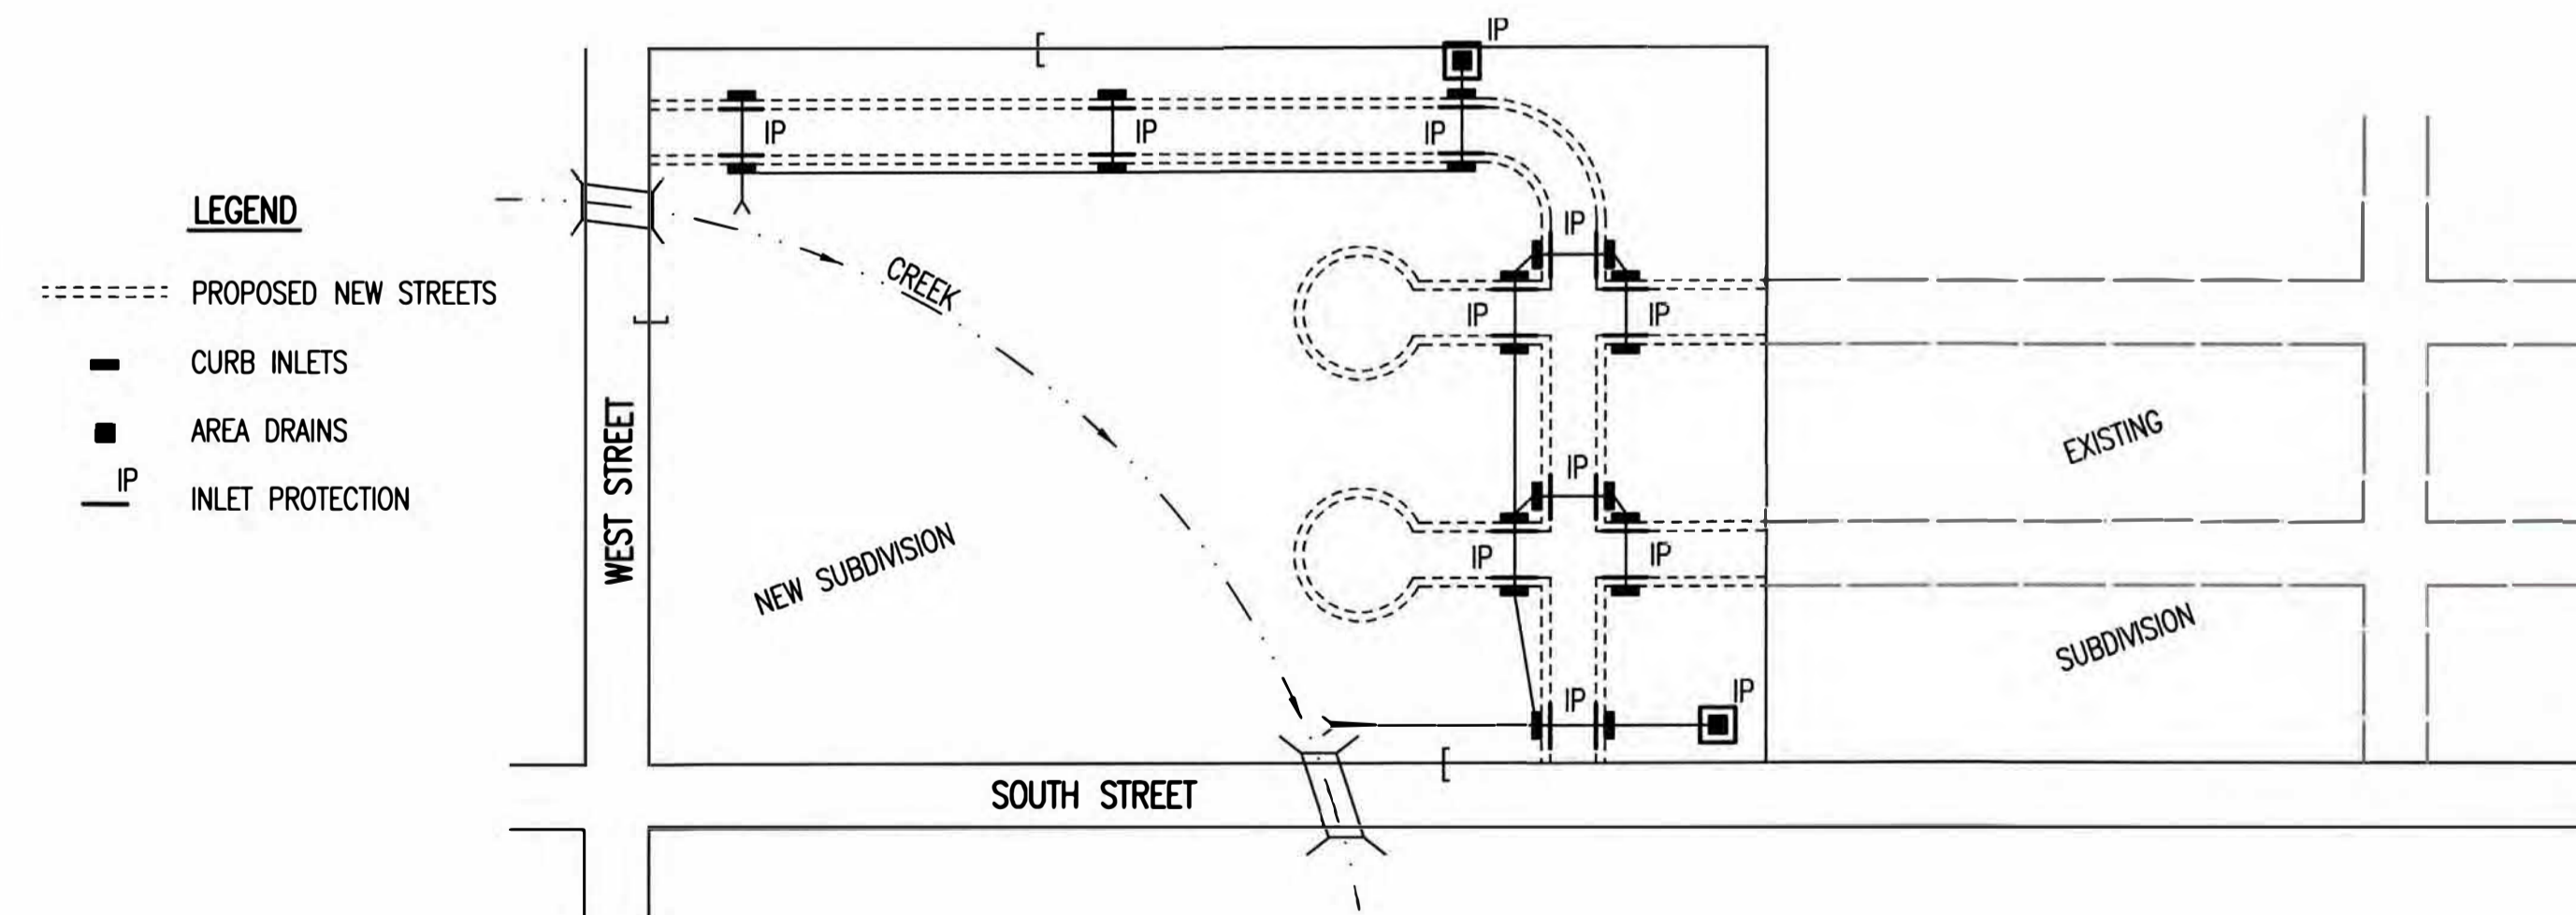 IP
IP
IP
IP
LEGEND
PROPOSED NEW STREETS
CURB INLETS
AREA DRAINS
IP
INLET PROTECTION
CREEK
WEST STREET
NEW SUBDIVISION
SOUTH STREET
IP
IP
IP
IP
IP
IP
IP
IP
EXISTING
SUBDIVISION